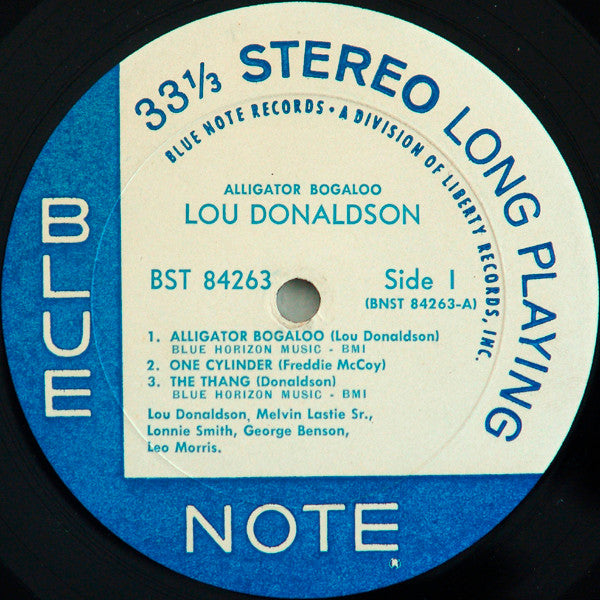 33⅓ STEREO LONG PLAYING
BLUE NOTE RECORDS • A DIVISION OF LIBERTY RECORDS, INC.
ALLIGATOR BOGALOO
LOU DONALDSON
BST 84263
Side 1
(BNST 84263-A)
1. ALLIGATOR BOGALOO (Lou Donaldson)
BLUE HORIZON MUSIC - BMI
2. ONE CYLINDER (Freddie McCoy)
3. THE THANG (Donaldson)
BLUE HORIZON MUSIC - BMI
Lou Donaldson, Melvin Lastie Sr.,
Lonnie Smith, George Benson,
Leo Morris.
BLUE
NOTE ®